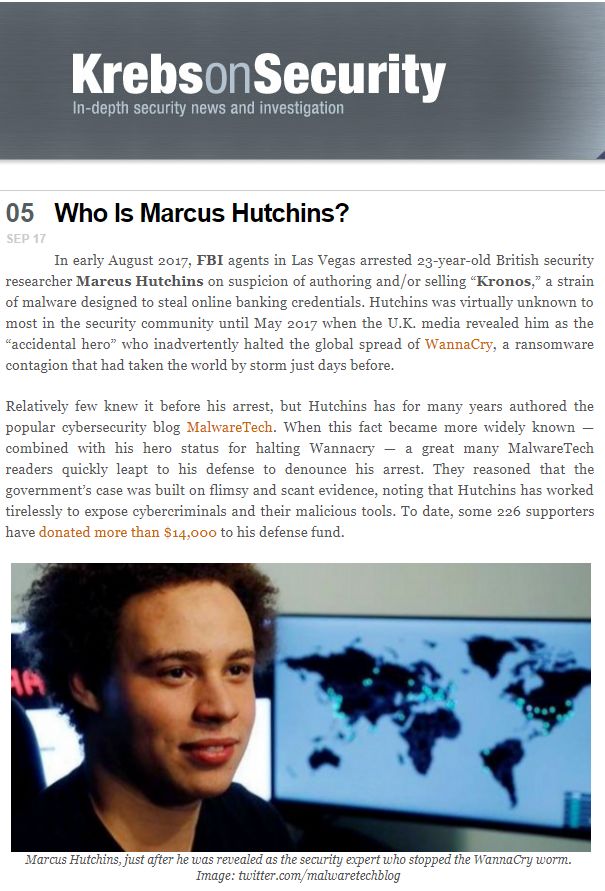 KrebsonSecurity
In-depth security news and investigation
05 Who Is Marcus Hutchins?
SEP 17
In early August 2017, FBI agents in Las Vegas arrested 23-year-old British security
researcher Marcus Hutchins on suspicion of authoring and/or selling “Kronos,” a strain
of malware designed to steal online banking credentials. Hutchins was virtually unknown to
most in the security community until May 2017 when the U.K. media revealed him as the
“accidental hero” who inadvertently halted the global spread of WannaCry, a ransomware
contagion that had taken the world by storm just days before.
Relatively few knew it before his arrest, but Hutchins has for many years authored the
popular cybersecurity blog MalwareTech. When this fact became more widely known —
combined with his hero status for halting Wannacry — a great many MalwareTech
readers quickly leapt to his defense to denounce his arrest. They reasoned that the
government’s case was built on flimsy and scant evidence, noting that Hutchins has worked
tirelessly to expose cybercriminals and their malicious tools. To date, some 226 supporters
have donated more than $14,000 to his defense fund.
Marcus Hutchins, just after he was revealed as the security expert who stopped the WannaCry worm.
Image: twitter.com/malwaretechblog